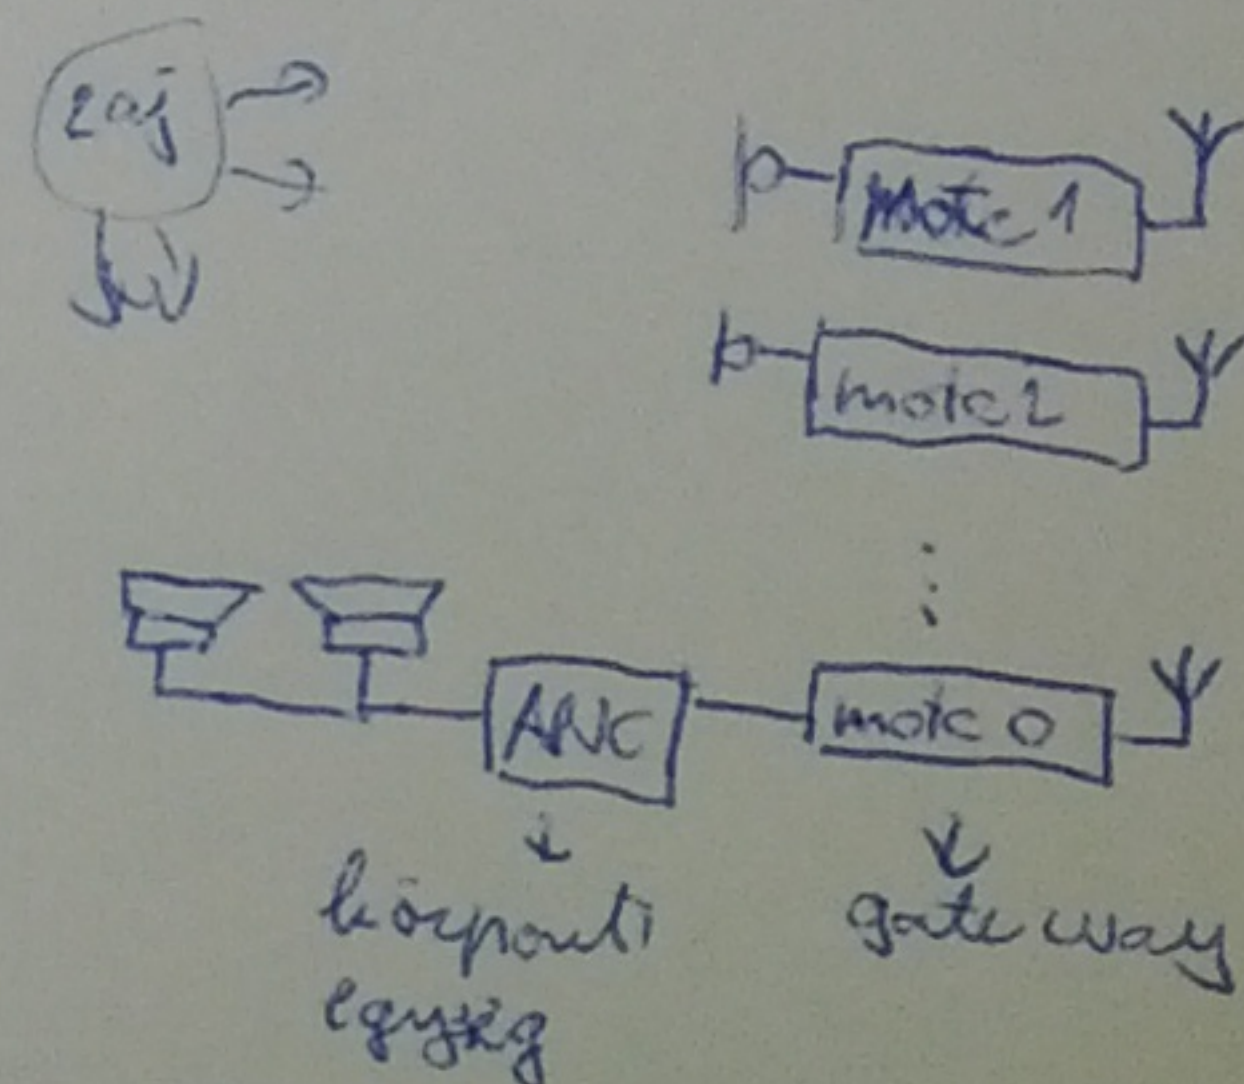 zaj
mote 1
mote 2
ANC
mote 0
központi
egység
gateway